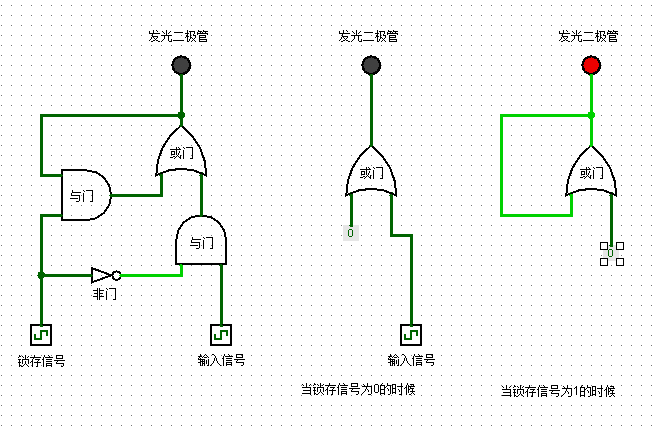 发光二极管
发光二极管
发光二极管
或门
与门
与门
非门
锁存信号
输入信号
或门
0
输入信号
当锁存信号为0的时候
或门
0
当锁存信号为1的时候